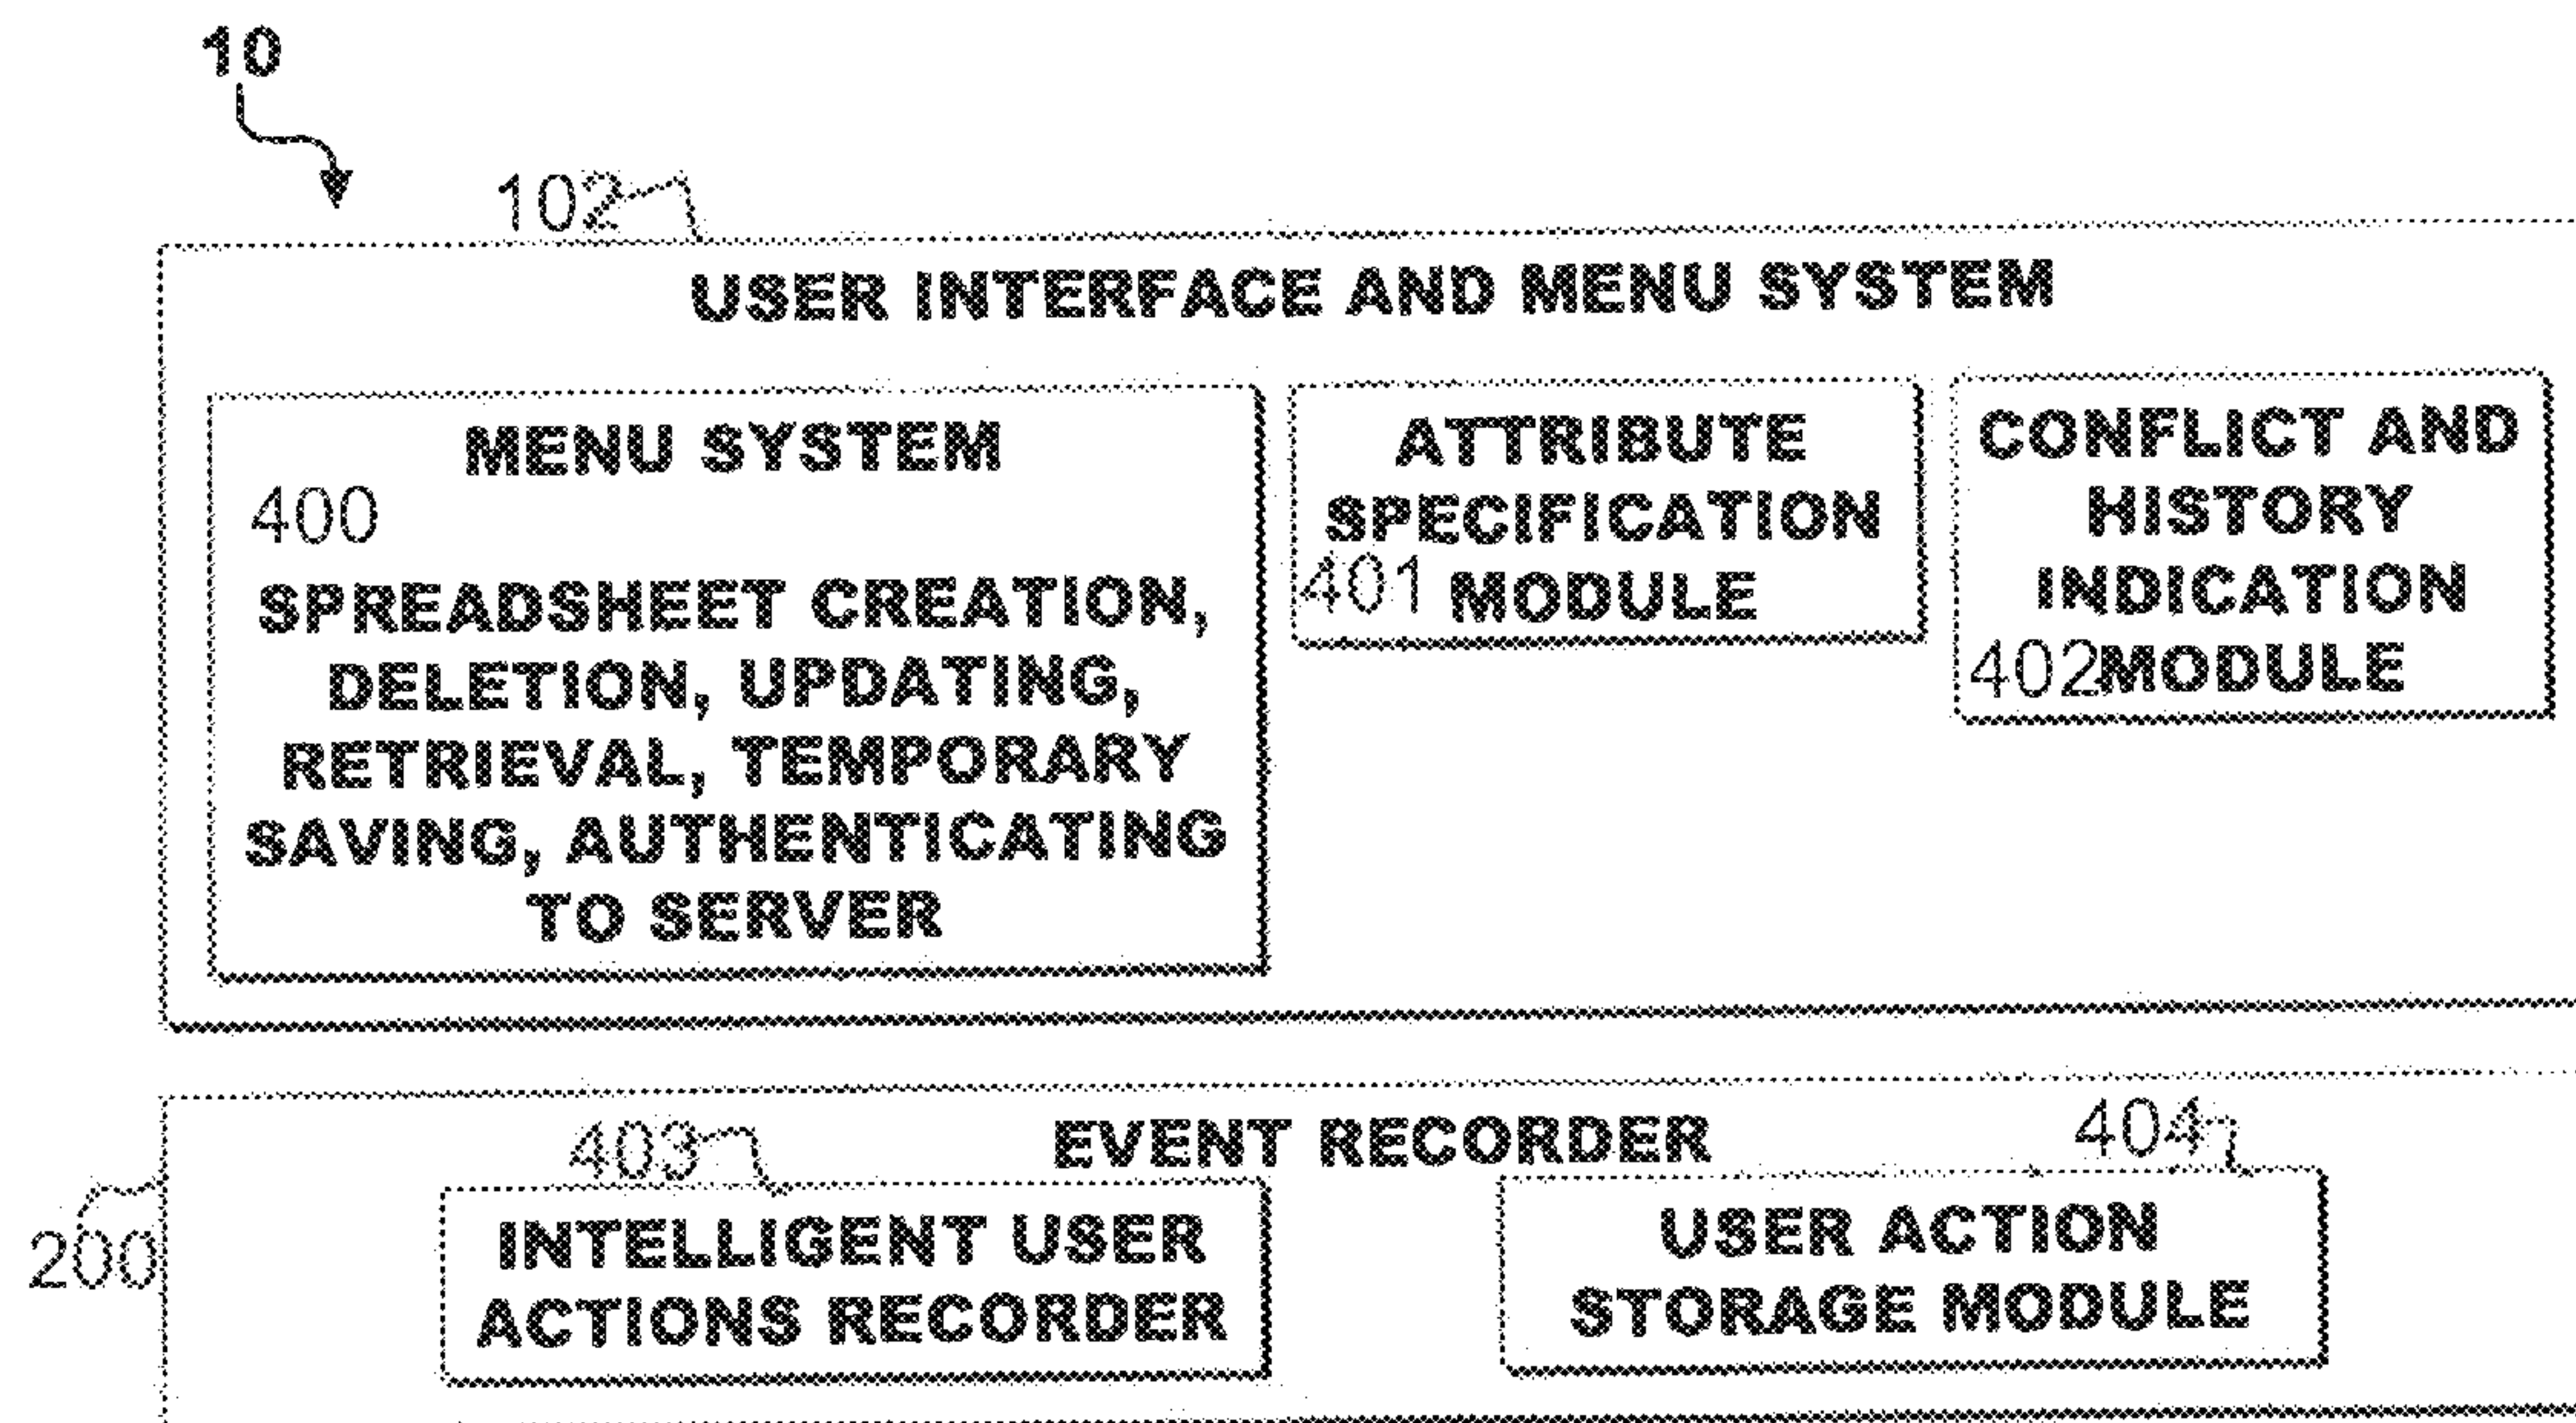 10
102
USER INTERFACE AND MENU SYSTEM
MENU SYSTEM
400
SPREADSHEET CREATION,
DELETION, UPDATING,
RETRIEVAL, TEMPORARY
SAVING, AUTHENTICATING
TO SERVER
ATTRIBUTE
SPECIFICATION
401 MODULE
CONFLICT AND
HISTORY
INDICATION
402 MODULE
EVENT RECORDER
403
404
200
INTELLIGENT USER
ACTIONS RECORDER
USER ACTION
STORAGE MODULE